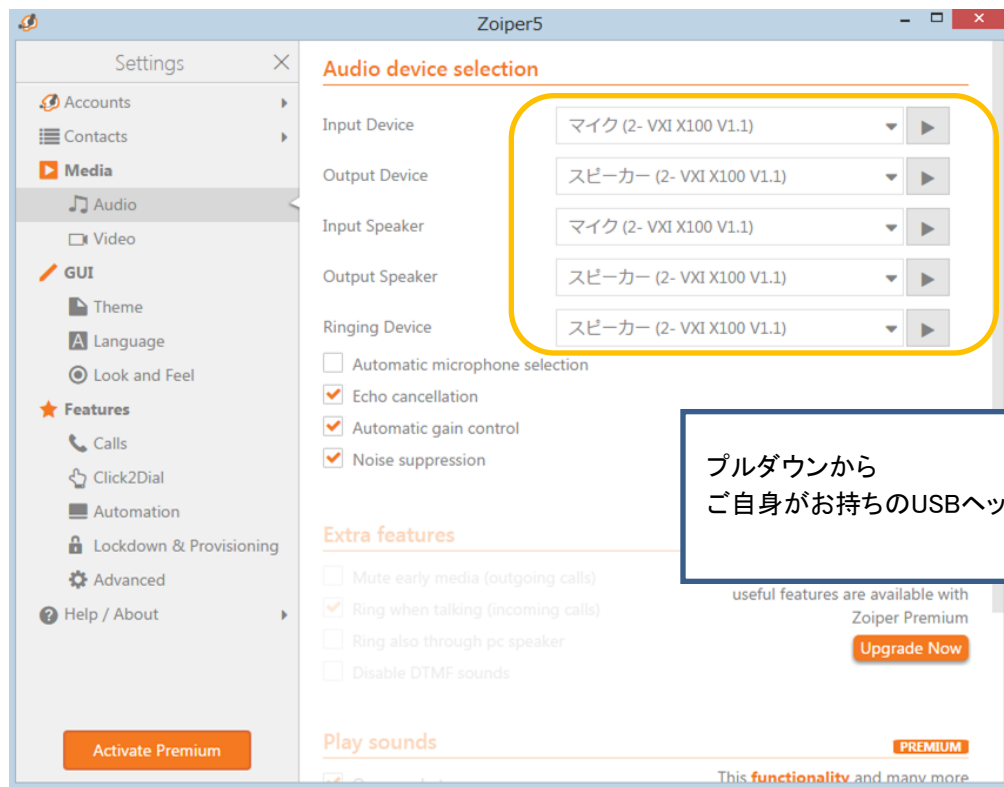 Zoiper5
Settings
Accounts
Contacts
Media
Audio
Video
GUI
Theme
Language
Look and Feel
Features
Calls
Click2Dial
Automation
Lockdown & Provisioning
Advanced
Help / About
Activate Premium
Audio device selection
Input Device マイク (2- VXI X100 V1.1)
Output Device スピーカー (2- VXI X100 V1.1)
Input Speaker マイク (2- VXI X100 V1.1)
Output Speaker スピーカー (2- VXI X100 V1.1)
Ringing Device スピーカー (2- VXI X100 V1.1)
Automatic microphone selection
Echo cancellation
Automatic gain control
Noise suppression
プルダウンから
ご自身がお持ちのUSBヘッ
Extra features
Mute early media (outgoing calls)
Ring when talking (incoming calls)
Ring also through pc speaker
Disable DTMF sounds
useful features are available with
Zoiper Premium
Upgrade Now
Play sounds
PREMIUM
This functionality and many more